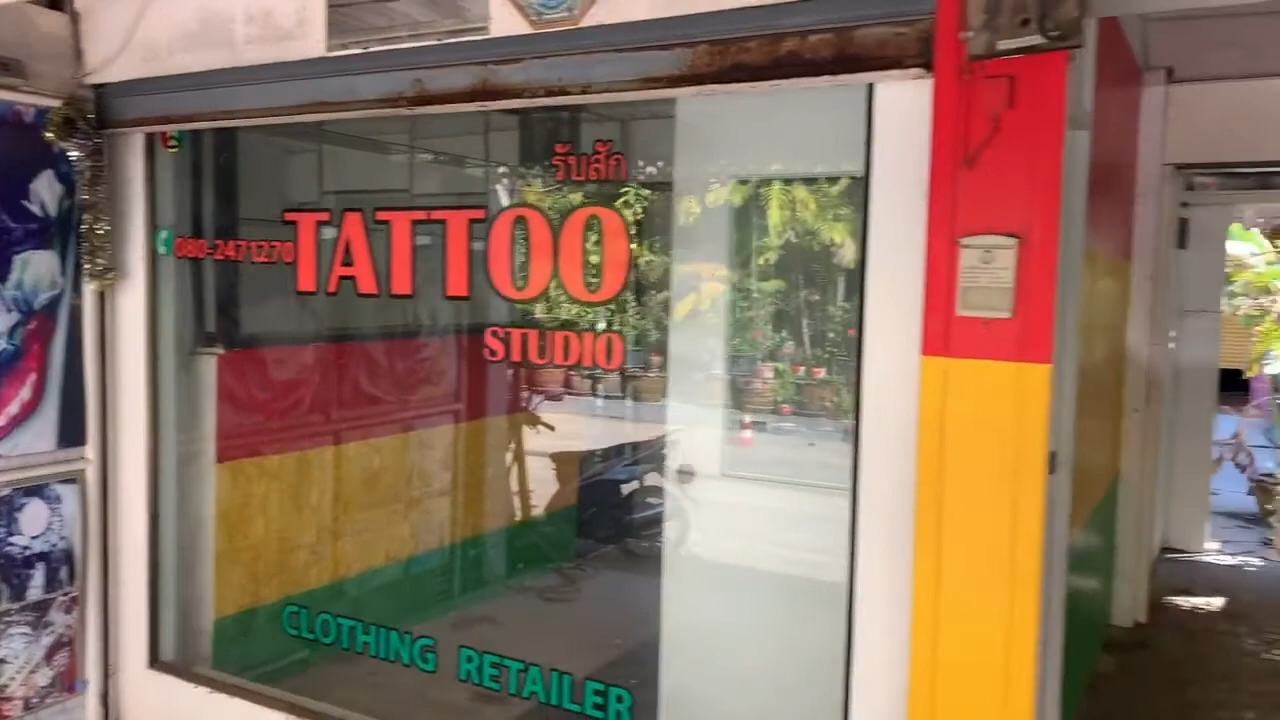 รับสัก
080-2471270
TATTOO
STUDIO
CLOTHING RETAILER